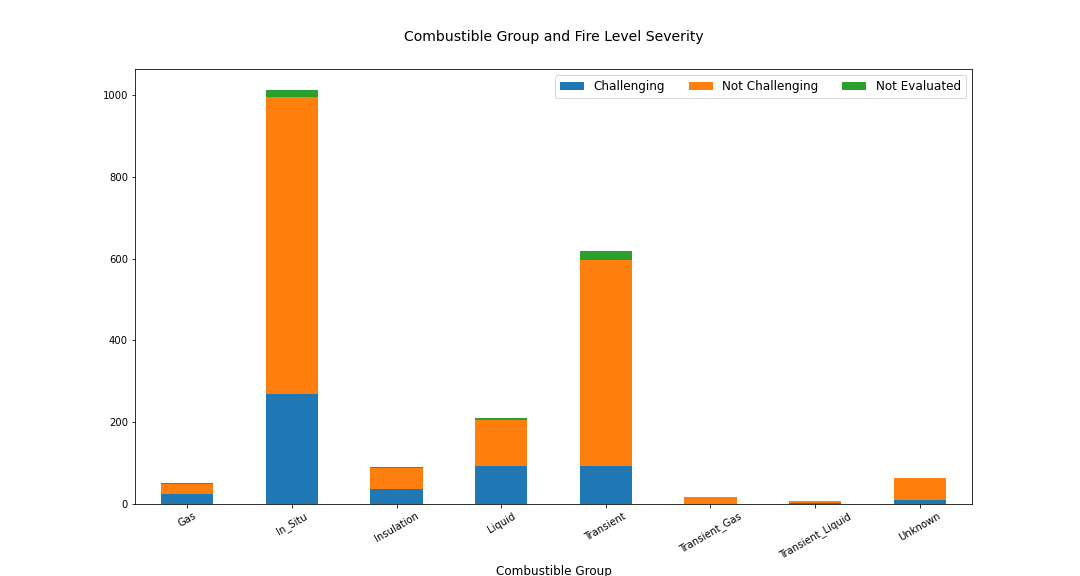 Combustible Group and Fire Level Severity
Challenging Not Challenging Not Evaluated
1000
800
600
400
200
0
Gas In_Situ Insulation Liquid Transient Transient_Gas Transient_Liquid Unknown
Combustible Group